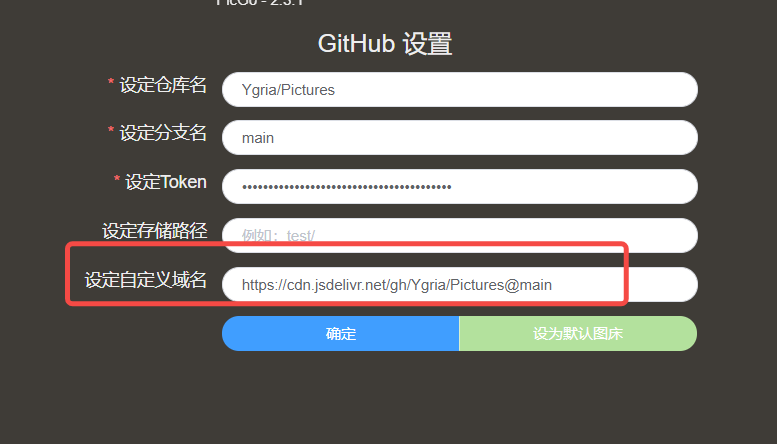 PicGo - 2.3.1
GitHub 设置
* 设定仓库名 Ygria/Pictures
* 设定分支名 main
* 设定Token ••••••••••••••••••••••••••••••••••••••••
设定存储路径 例如：test/
设定自定义域名 https://cdn.jsdelivr.net/gh/Ygria/Pictures@main
确定 设为默认图床